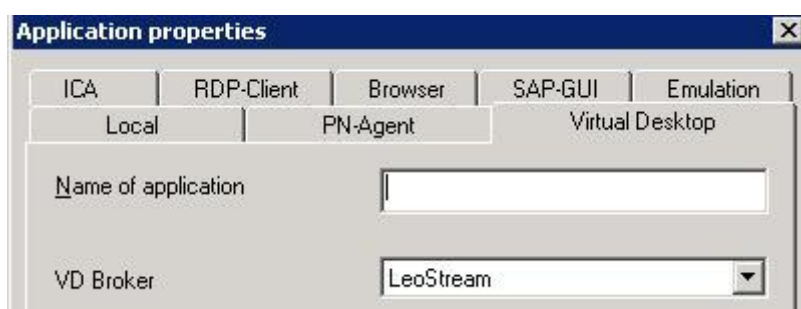 Application properties
ICA RDP-Client Browser SAP-GUI Emulation
Local PN-Agent Virtual Desktop
Name of application
VD Broker LeoStream